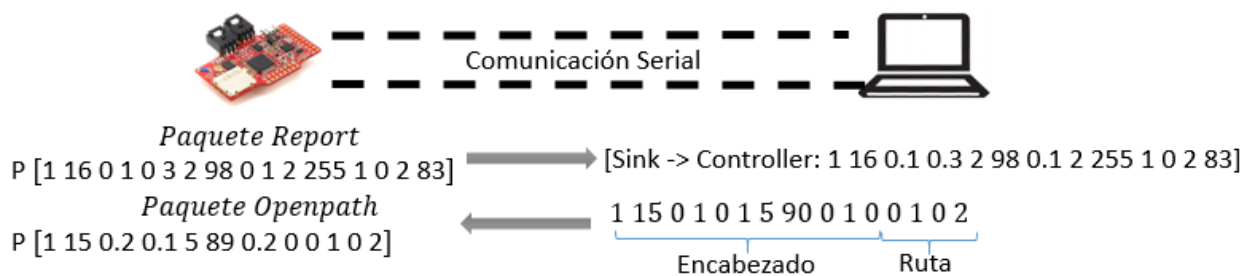 Comunicación Serial
Paquete Report
P [1 16 0 1 0 3 2 98 0 1 2 255 1 0 2 83]
[Sink -> Controller: 1 16 0.1 0.3 2 98 0.1 2 255 1 0 2 83]
Paquete Openpath
1 15 0 1 0 1 5 90 0 0 1 0 0 1 0 2
P [1 15 0.2 0.1 5 89 0.2 0 0 1 0 2]
Encabezado
Ruta